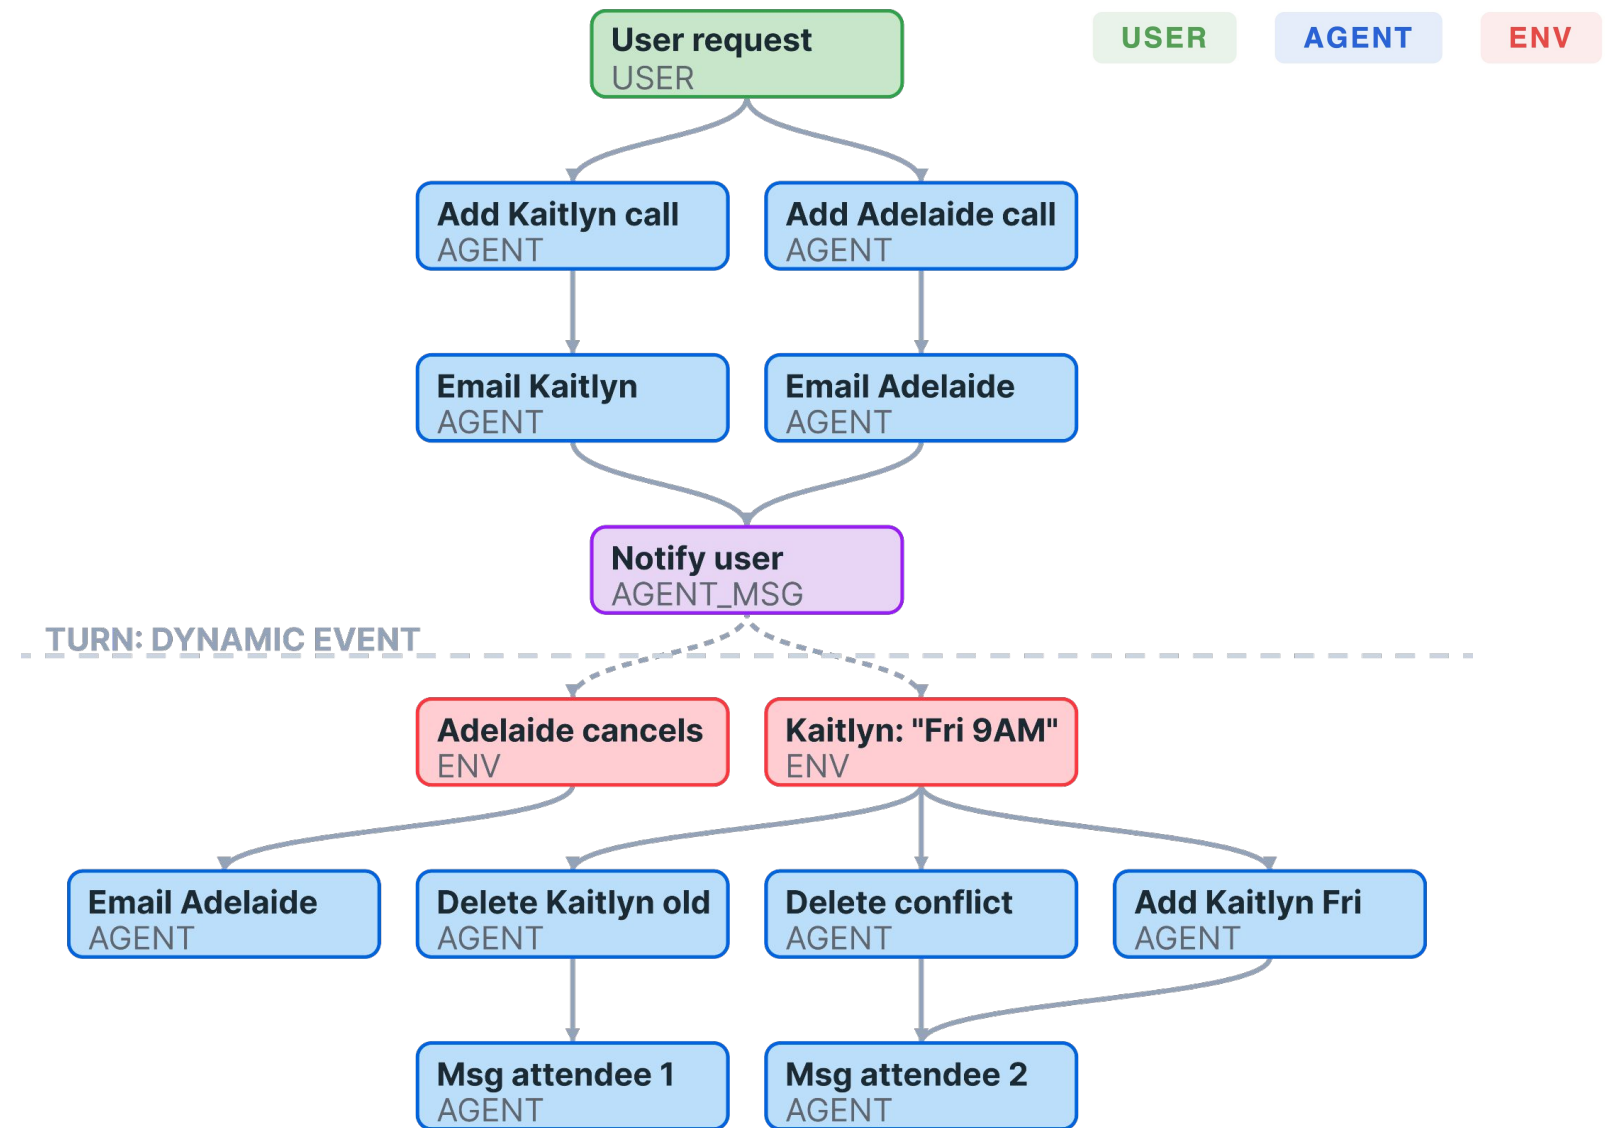 User request
USER
USER
AGENT
ENV
Add Kaitlyn call
AGENT
Add Adelaide call
AGENT
Email Kaitlyn
AGENT
Email Adelaide
AGENT
Notify user
AGENT_MSG
TURN: DYNAMIC EVENT
Adelaide cancels
ENV
Kaitlyn: "Fri 9AM"
ENV
Email Adelaide
AGENT
Delete Kaitlyn old
AGENT
Delete conflict
AGENT
Add Kaitlyn Fri
AGENT
Msg attendee 1
AGENT
Msg attendee 2
AGENT